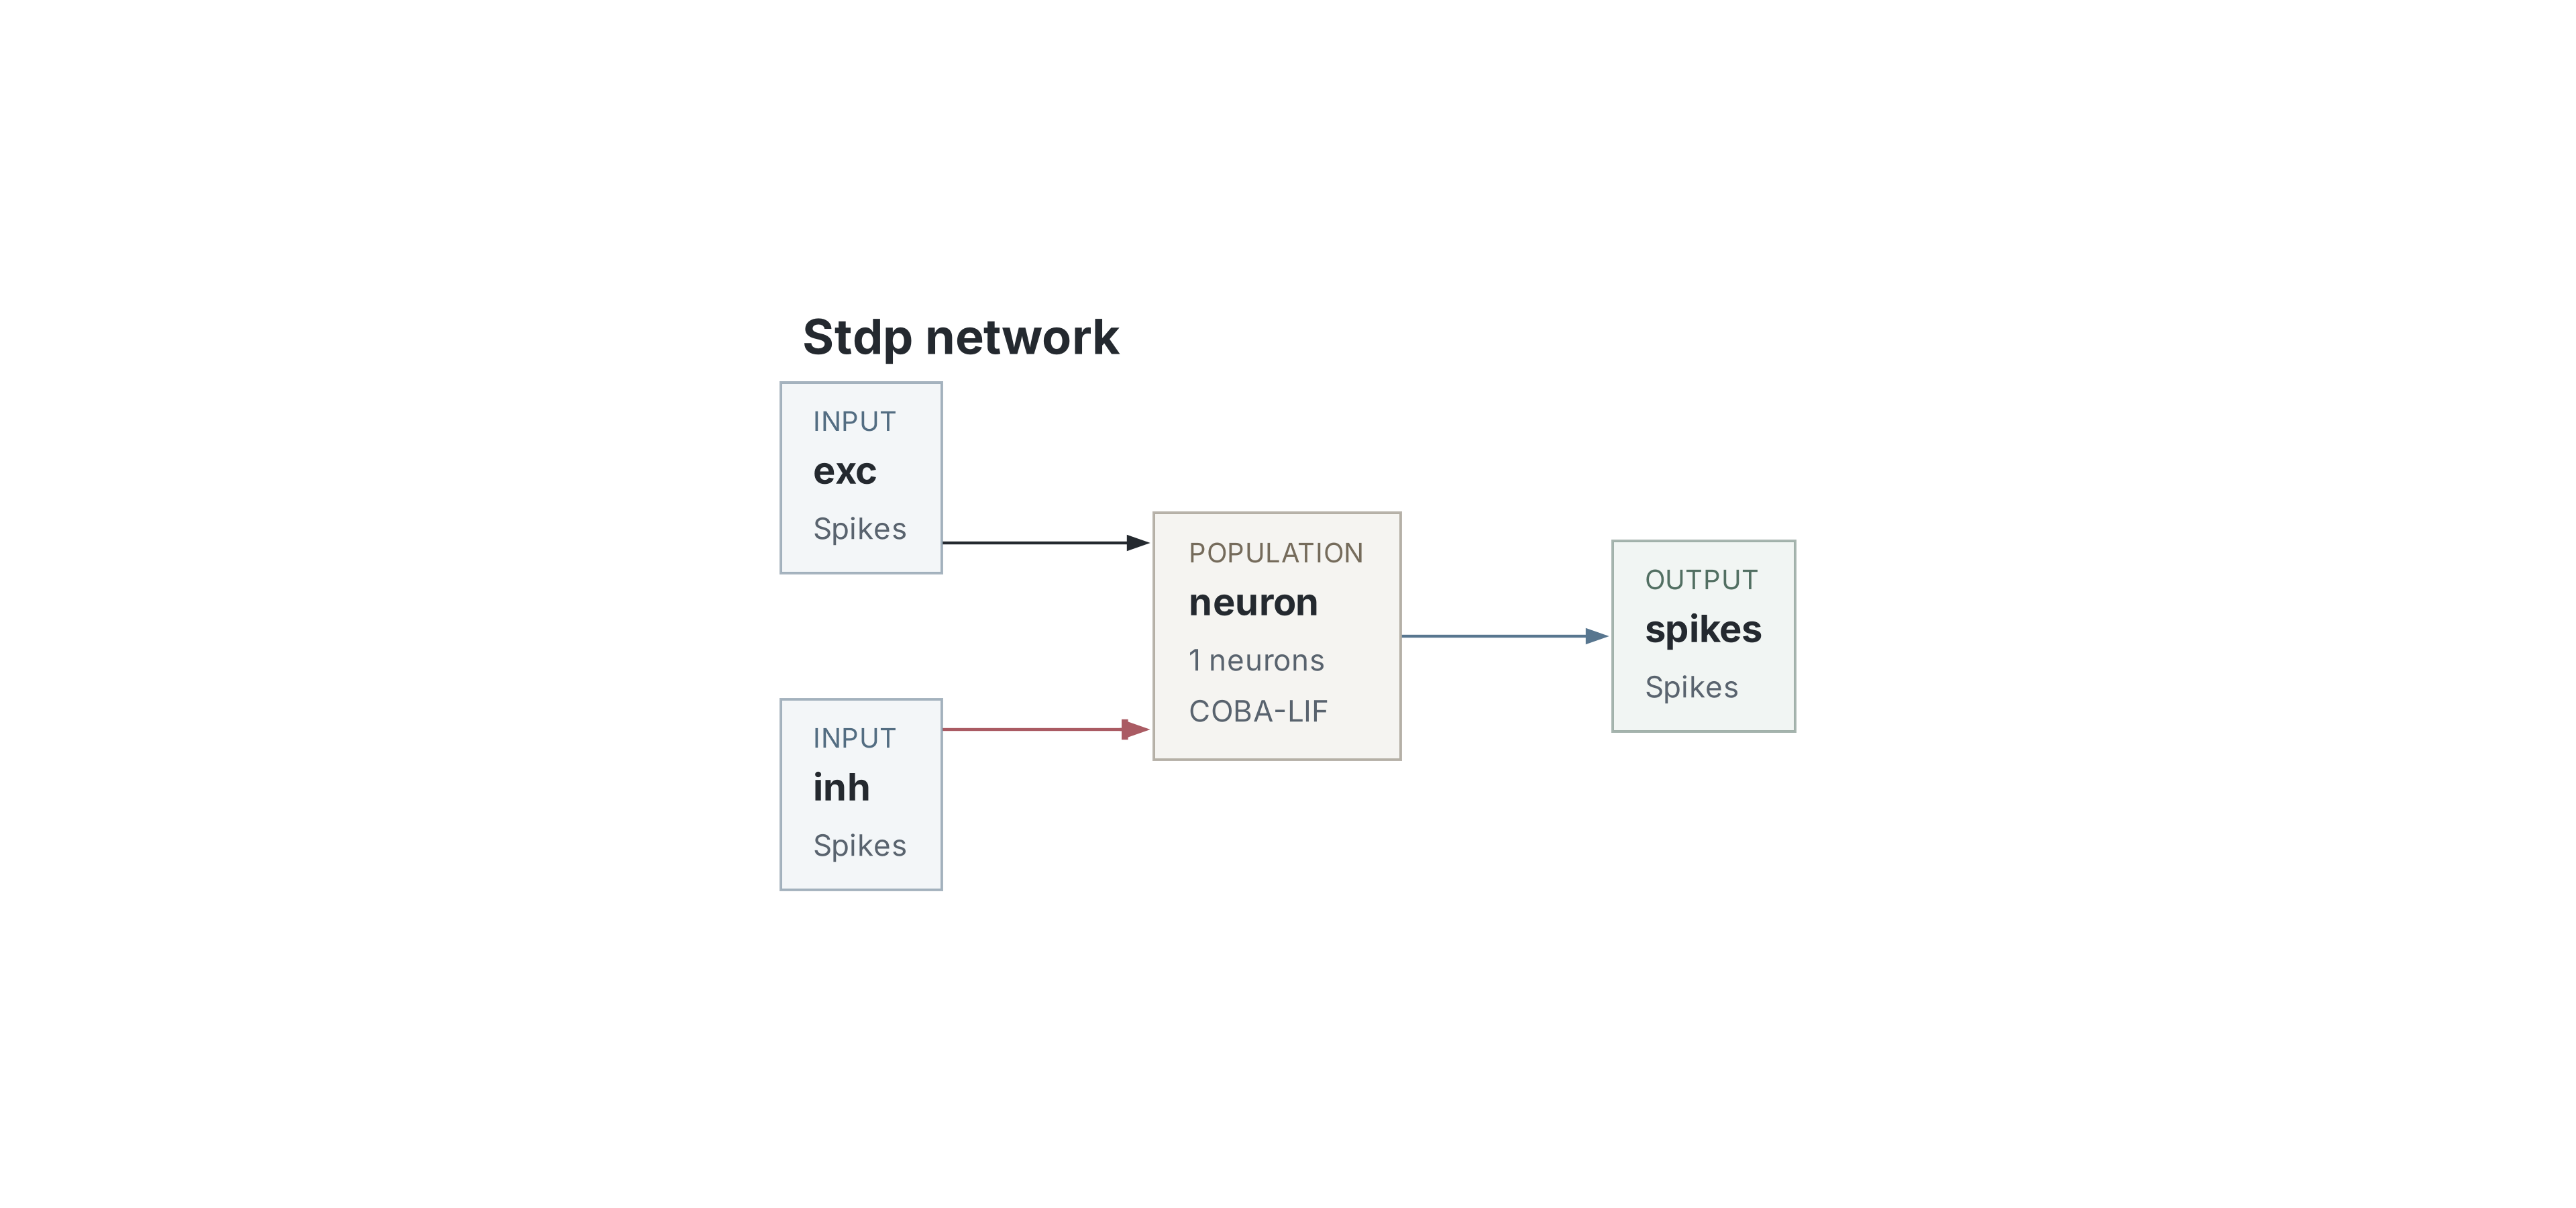 Stdp network
INPUT
exc
Spikes
INPUT
inh
Spikes
POPULATION
neuron
1 neurons
COBA-LIF
OUTPUT
spikes
Spikes